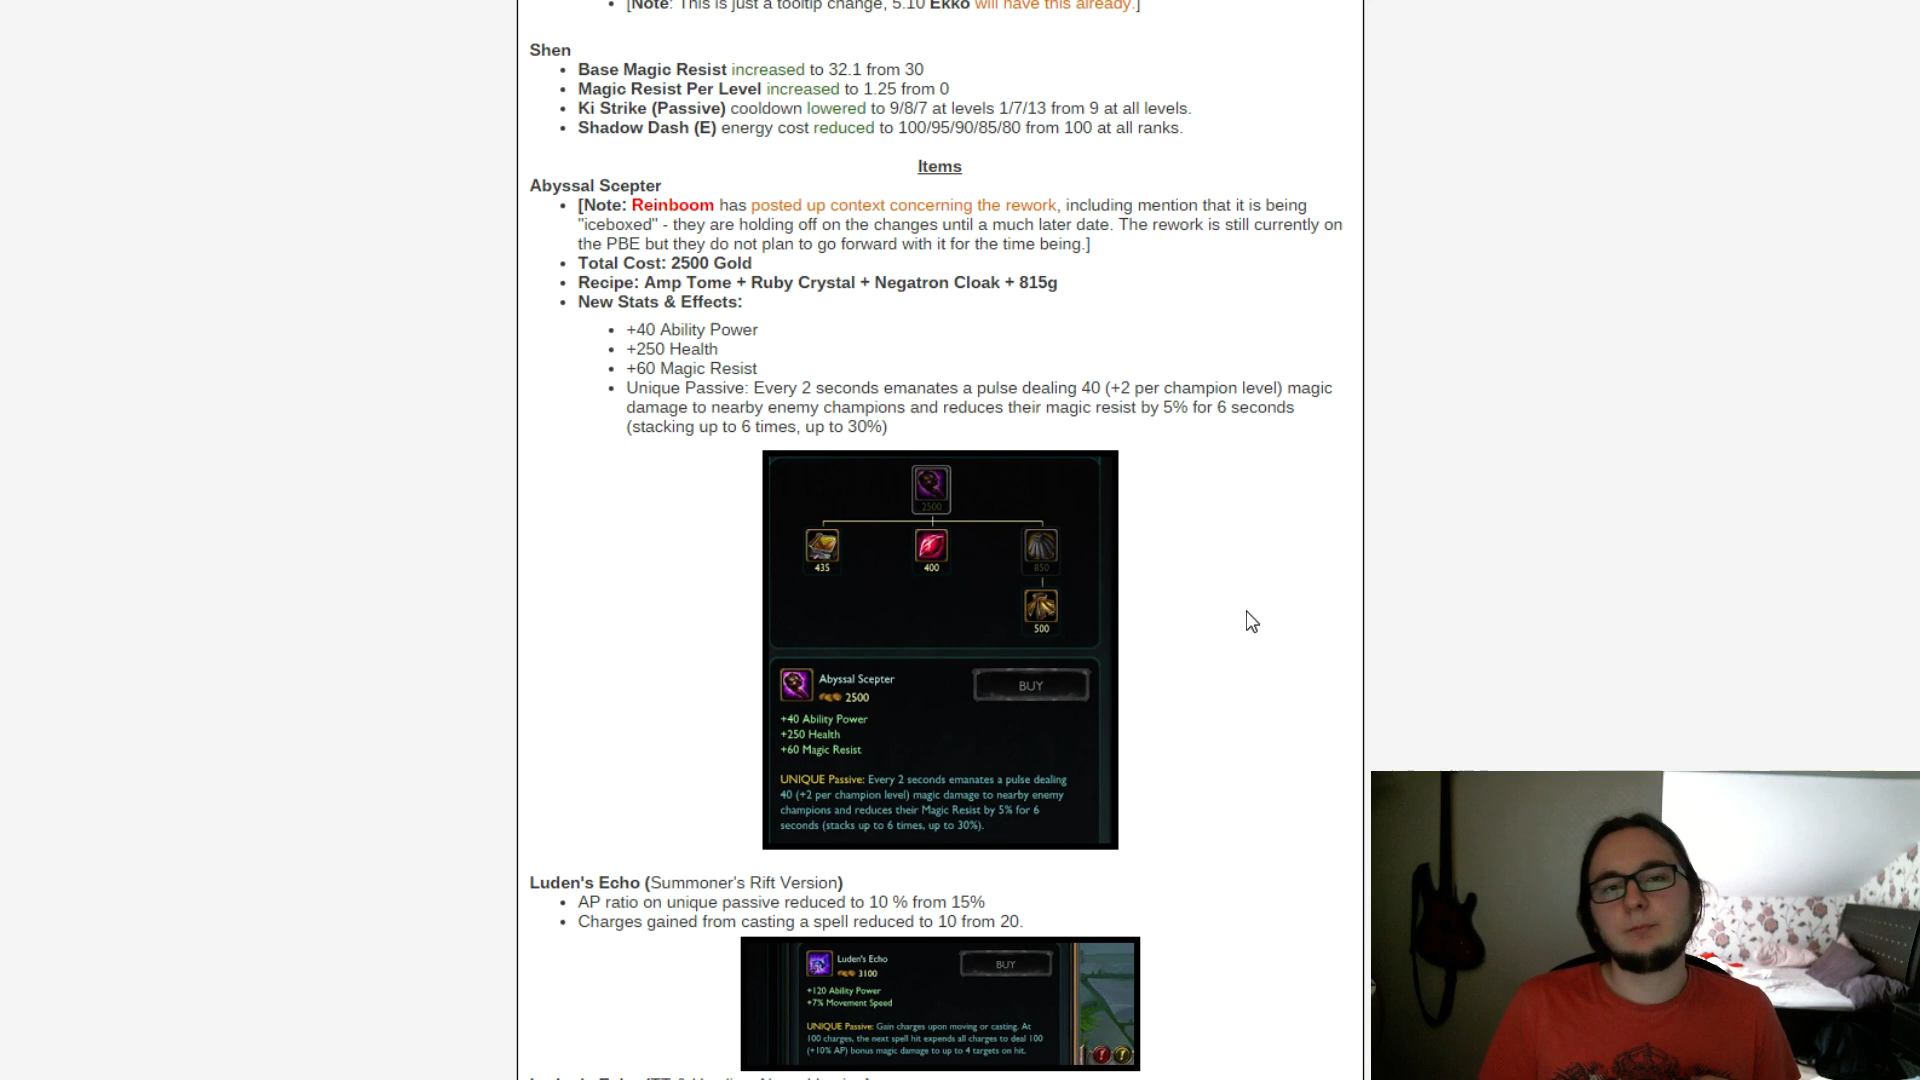 [Note: This is just a tooltip change, 5.10 Ekko will have this already.]
Shen
Base Magic Resist increased to 32.1 from 30
Magic Resist Per Level increased to 1.25 from 0
Ki Strike (Passive) cooldown lowered to 9/8/7 at levels 1/7/13 from 9 at all levels.
Shadow Dash (E) energy cost reduced to 100/95/90/85/80 from 100 at all ranks.
Items
Abyssal Scepter
[Note: Reinboom has posted up context concerning the rework, including mention that it is being
"iceboxed" - they are holding off on the changes until a much later date. The rework is still currently on
the PBE but they do not plan to go forward with it for the time being.]
Total Cost: 2500 Gold
Recipe: Amp Tome + Ruby Crystal + Negatron Cloak + 815g
New Stats & Effects:
+40 Ability Power
+250 Health
+60 Magic Resist
Unique Passive: Every 2 seconds emanates a pulse dealing 40 (+2 per champion level) magic
damage to nearby enemy champions and reduces their magic resist by 5% for 6 seconds
(stacking up to 6 times, up to 30%)
2500
435 400 850
500
Abyssal Scepter
2500
BUY
+40 Ability Power
+250 Health
+60 Magic Resist
UNIQUE Passive: Every 2 seconds emanates a pulse dealing
40 (+2 per champion level) magic damage to nearby enemy
champions and reduces their Magic Resist by 5% for 6
seconds (stacks up to 6 times, up to 30%).
Luden's Echo (Summoner's Rift Version)
AP ratio on unique passive reduced to 10 % from 15%
Charges gained from casting a spell reduced to 10 from 20.
Luden's Echo
3100
BUY
+120 Ability Power
+7% Movement Speed
UNIQUE Passive: Gain charges upon moving or casting. At
100 charges, the next spell hit expends all charges to deal 100
(+10% AP) bonus magic damage to up to 4 targets on hit.